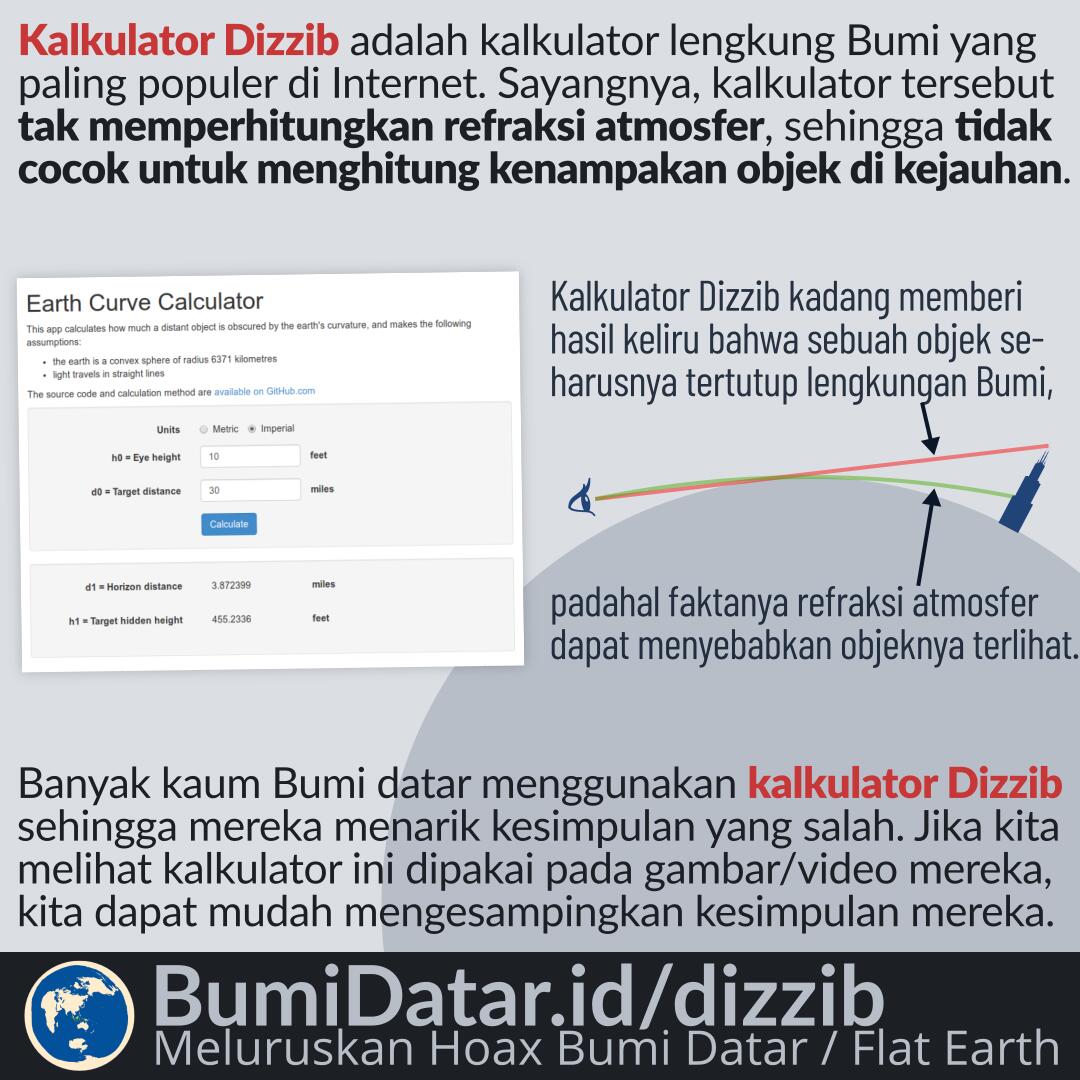 Kalkulator Dizzib adalah kalkulator lengkung Bumi yang
paling populer di Internet. Sayangnya, kalkulator tersebut
tak memperhitungkan refraksi atmosfer, sehingga tidak
cocok untuk menghitung kenampakan objek di kejauhan.
Earth Curve Calculator
This app calculates how much a distant object is obscured by the earth's curvature, and makes the following
assumptions:
• the earth is a convex sphere of radius 6371 kilometres
• light travels in straight lines
The source code and calculation method are available on GitHub.com
Units Metric Imperial
h0 = Eye height 10 feet
d0 = Target distance 30 miles
Calculate
d1 = Horizon distance 3.872399 miles
h1 = Target hidden height 455.2336 feet
Kalkulator Dizzib kadang memberi
hasil keliru bahwa sebuah objek se-
harusnya tertutup lengkungan Bumi,
padahal faktanya refraksi atmosfer
dapat menyebabkan objeknya terlihat.
Banyak kaum Bumi datar menggunakan kalkulator Dizzib
sehingga mereka menarik kesimpulan yang salah. Jika kita
melihat kalkulator ini dipakai pada gambar/video mereka,
kita dapat mudah mengesampingkan kesimpulan mereka.
BumiDatar.id/dizzib
Meluruskan Hoax Bumi Datar / Flat Earth